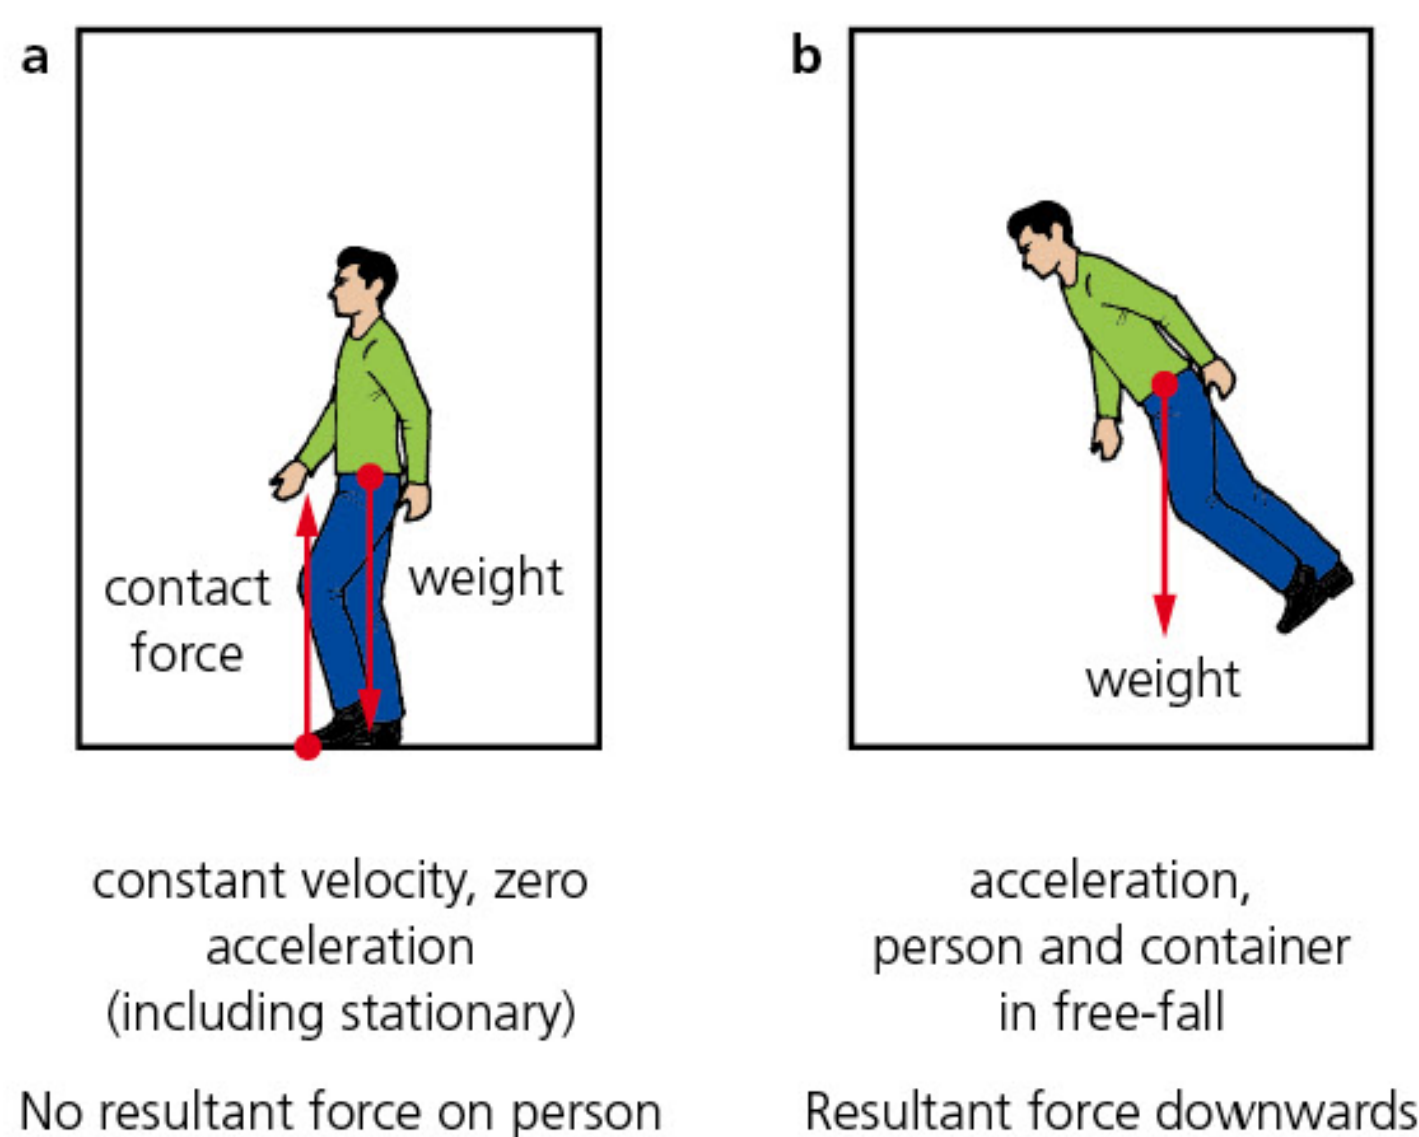 a
contact
force
weight
constant velocity, zero
acceleration
(including stationary)
No resultant force on person
b
weight
acceleration,
person and container
in free-fall
Resultant force downwards